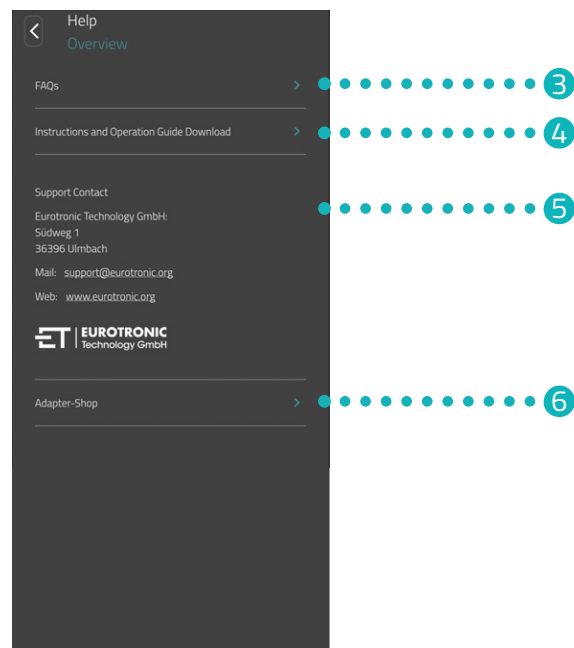 Help
Overview
FAQs
3
Instructions and Operation Guide Download
4
Support Contact
5
Eurotronic Technology GmbH:
Südweg 1
36396 Ulmbach
Mail: support@eurotronic.org
Web: www.eurotronic.org
ET EUROTRONIC
Technology GmbH
Adapter-Shop
6